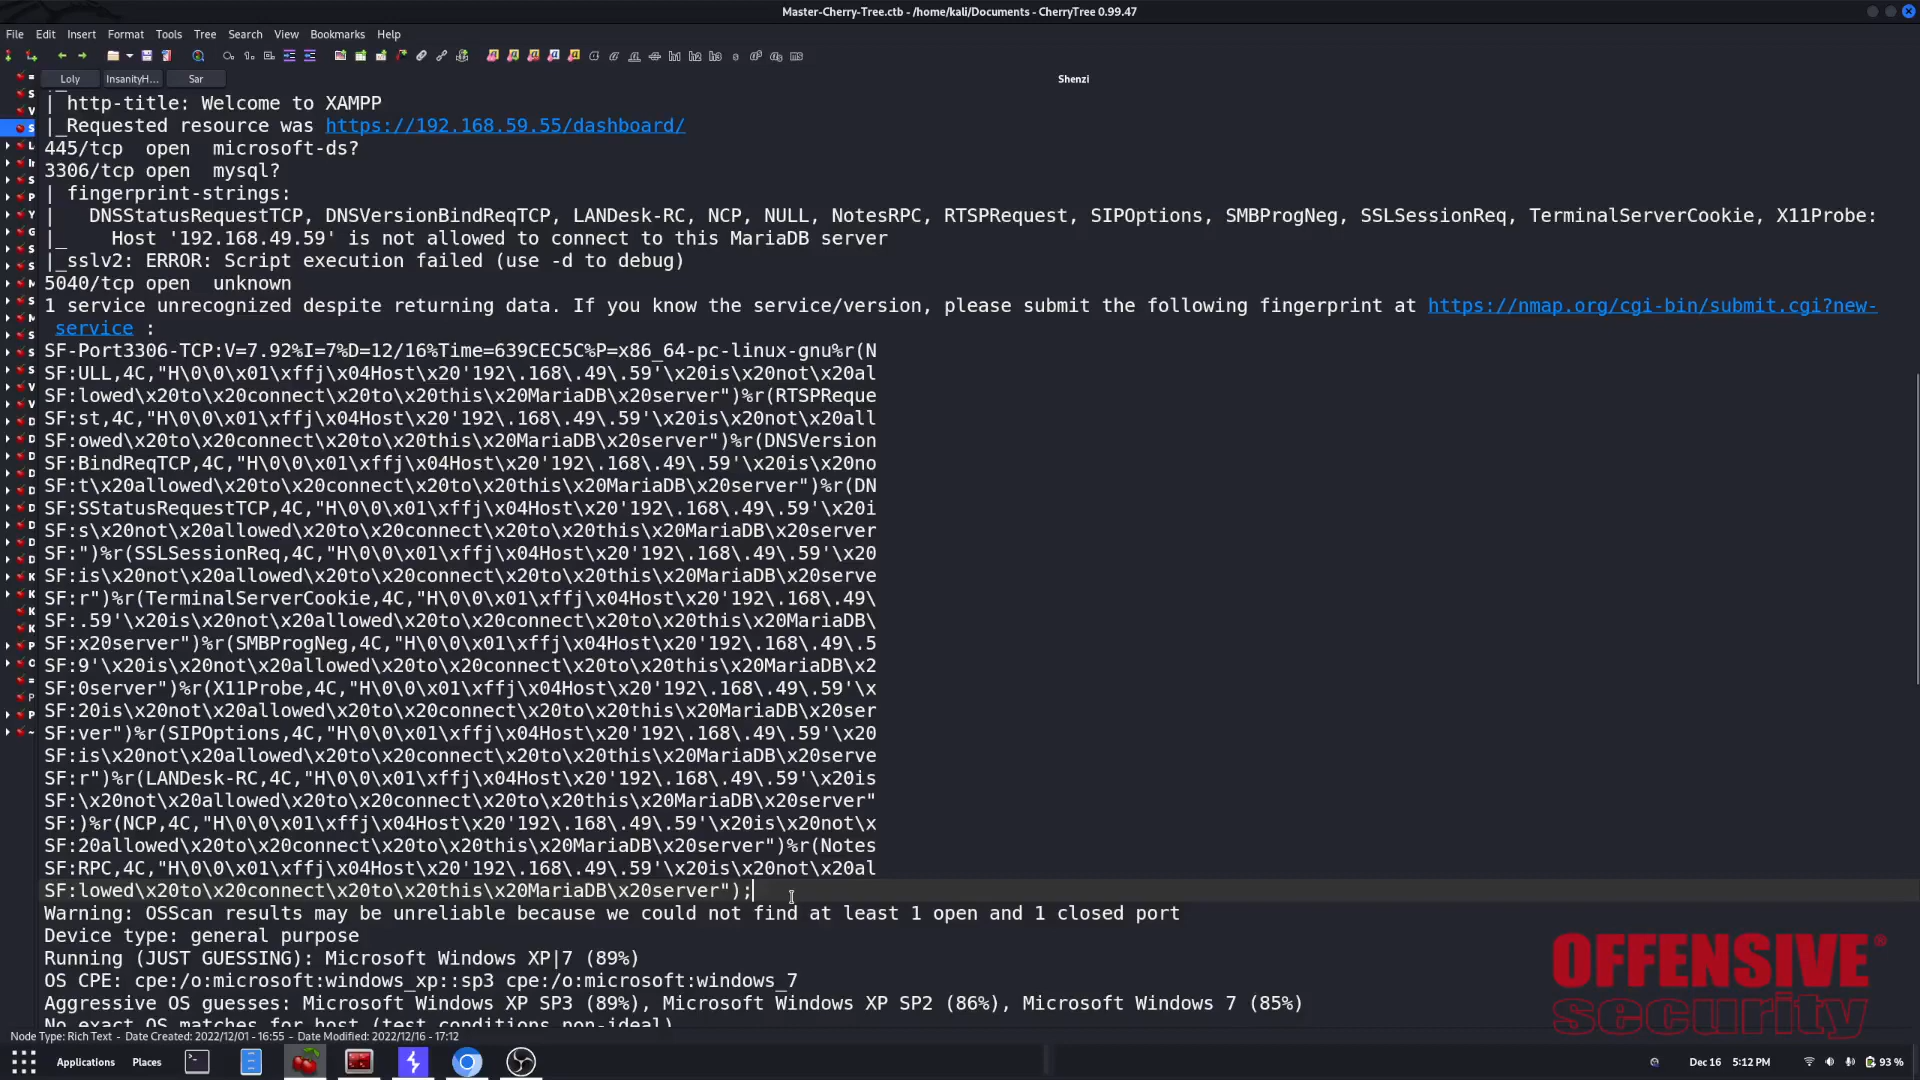 Master-Cherry-Tree.ctb - /home/kali/Documents - CherryTree 0.99.47
File Edit Insert Format Tools Tree Search View Bookmarks Help
Loly InsanityH... Sar Shenzi
| http-title: Welcome to XAMPP
|_Requested resource was https://192.168.59.55/dashboard/
445/tcp  open  microsoft-ds?
3306/tcp open  mysql?
| fingerprint-strings:
|   DNSStatusRequestTCP, DNSVersionBindReqTCP, LANDesk-RC, NCP, NULL, NotesRPC, RTSPRequest, SIPOptions, SMBProgNeg, SSLSessionReq, TerminalServerCookie, X11Probe:
|_    Host '192.168.49.59' is not allowed to connect to this MariaDB server
|_sslv2: ERROR: Script execution failed (use -d to debug)
5040/tcp open  unknown
1 service unrecognized despite returning data. If you know the service/version, please submit the following fingerprint at https://nmap.org/cgi-bin/submit.cgi?new-
service :
SF-Port3306-TCP:V=7.92%I=7%D=12/16%Time=639CEC5C%P=x86_64-pc-linux-gnu%r(N
SF:ULL,4C,"H\0\0\x01\xffj\x04Host\x20'192\.168\.49\.59'\x20is\x20not\x20al
SF:lowed\x20to\x20connect\x20to\x20this\x20MariaDB\x20server")%r(RTSPReque
SF:st,4C,"H\0\0\x01\xffj\x04Host\x20'192\.168\.49\.59'\x20is\x20not\x20all
SF:owed\x20to\x20connect\x20to\x20this\x20MariaDB\x20server")%r(DNSVersion
SF:BindReqTCP,4C,"H\0\0\x01\xffj\x04Host\x20'192\.168\.49\.59'\x20is\x20no
SF:t\x20allowed\x20to\x20connect\x20to\x20this\x20MariaDB\x20server")%r(DN
SF:SStatusRequestTCP,4C,"H\0\0\x01\xffj\x04Host\x20'192\.168\.49\.59'\x20i
SF:s\x20not\x20allowed\x20to\x20connect\x20to\x20this\x20MariaDB\x20server
SF:")%r(SSLSessionReq,4C,"H\0\0\x01\xffj\x04Host\x20'192\.168\.49\.59'\x20
SF:is\x20not\x20allowed\x20to\x20connect\x20to\x20this\x20MariaDB\x20serve
SF:r")%r(TerminalServerCookie,4C,"H\0\0\x01\xffj\x04Host\x20'192\.168\.49\
SF:.59'\x20is\x20not\x20allowed\x20to\x20connect\x20to\x20this\x20MariaDB\
SF:x20server")%r(SMBProgNeg,4C,"H\0\0\x01\xffj\x04Host\x20'192\.168\.49\.5
SF:9'\x20is\x20not\x20allowed\x20to\x20connect\x20to\x20this\x20MariaDB\x2
SF:0server")%r(X11Probe,4C,"H\0\0\x01\xffj\x04Host\x20'192\.168\.49\.59'\x
SF:20is\x20not\x20allowed\x20to\x20connect\x20to\x20this\x20MariaDB\x20ser
SF:ver")%r(SIPOptions,4C,"H\0\0\x01\xffj\x04Host\x20'192\.168\.49\.59'\x20
SF:is\x20not\x20allowed\x20to\x20connect\x20to\x20this\x20MariaDB\x20serve
SF:r")%r(LANDesk-RC,4C,"H\0\0\x01\xffj\x04Host\x20'192\.168\.49\.59'\x20is
SF:\x20not\x20allowed\x20to\x20connect\x20to\x20this\x20MariaDB\x20server"
SF:)%r(NCP,4C,"H\0\0\x01\xffj\x04Host\x20'192\.168\.49\.59'\x20is\x20not\x
SF:20allowed\x20to\x20connect\x20to\x20this\x20MariaDB\x20server")%r(Notes
SF:RPC,4C,"H\0\0\x01\xffj\x04Host\x20'192\.168\.49\.59'\x20is\x20not\x20al
SF:lowed\x20to\x20connect\x20to\x20this\x20MariaDB\x20server");
Warning: OSScan results may be unreliable because we could not find at least 1 open and 1 closed port
Device type: general purpose
Running (JUST GUESSING): Microsoft Windows XP|7 (89%)
OS CPE: cpe:/o:microsoft:windows_xp::sp3 cpe:/o:microsoft:windows_7
Aggressive OS guesses: Microsoft Windows XP SP3 (89%), Microsoft Windows XP SP2 (86%), Microsoft Windows 7 (85%)
No exact OS matches for host (test conditions non-ideal)
OFFENSIVE
security
Node Type: Rich Text - Date Created: 2022/12/01 - 16:55 - Date Modified: 2022/12/16 - 17:12
Applications Places Dec 16 5:12 PM 93 %